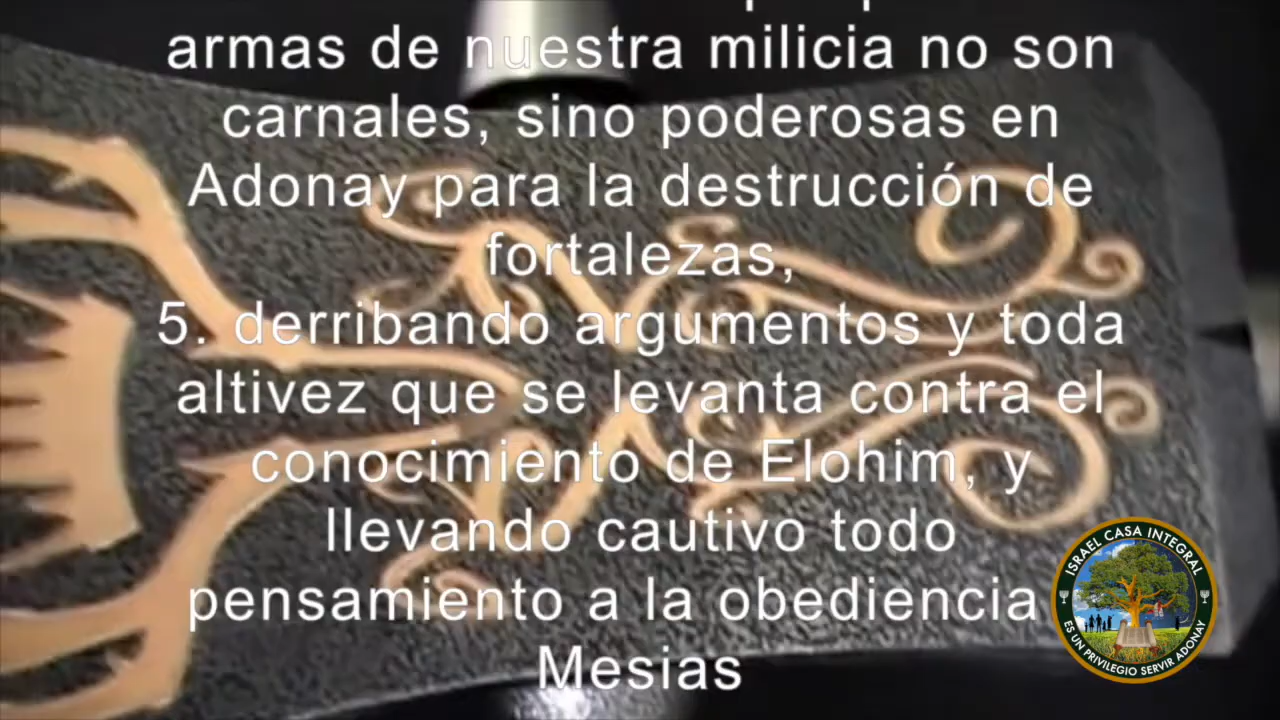 armas de nuestra milicia no son
carnales, sino poderosas en
Adonay para la destrucción de
fortalezas,
5. derribando argumentos y toda
altivez que se levanta contra el
conocimiento de Elohim, y
llevando cautivo todo
pensamiento a la obediencia
Mesias
ISRAEL CASA INTEGRAL
ES UN PRIVILEGIO SERVIR ADONAY